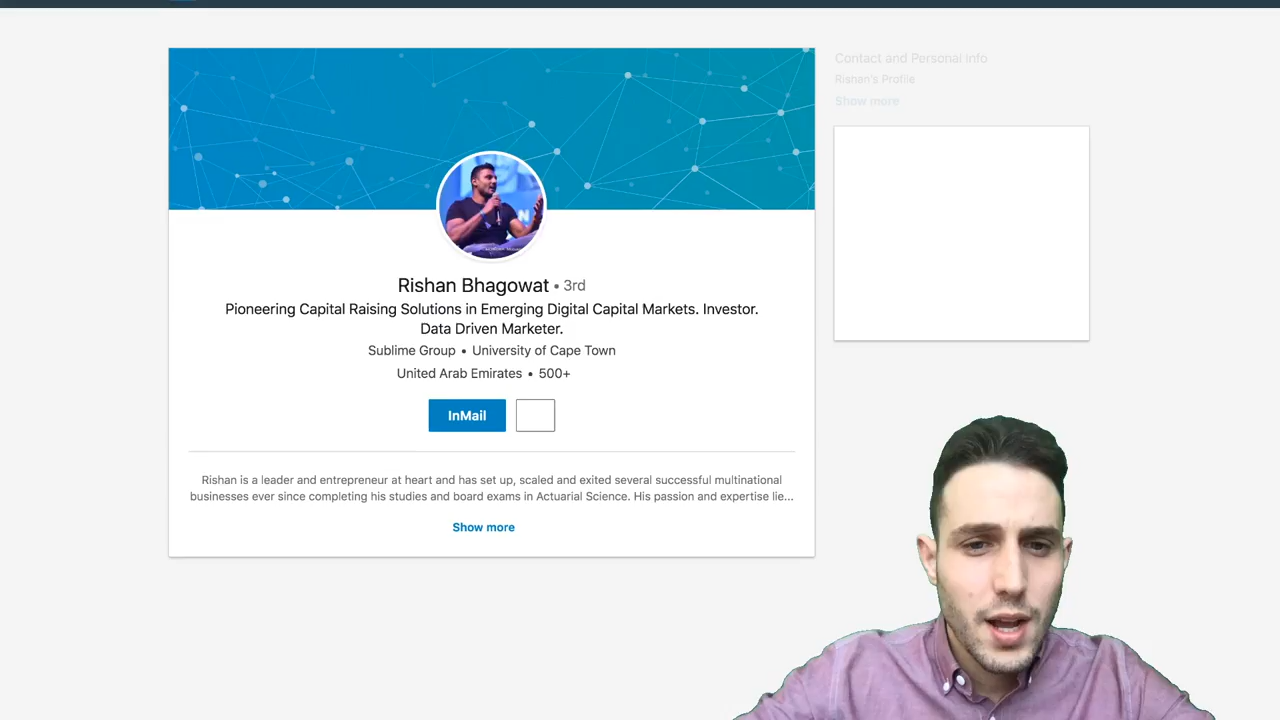 Contact and Personal Info
Rishan's Profile
Show more
Rishan Bhagowat • 3rd
Pioneering Capital Raising Solutions in Emerging Digital Capital Markets. Investor.
Data Driven Marketer.
Sublime Group • University of Cape Town
United Arab Emirates • 500+
InMail
Rishan is a leader and entrepreneur at heart and has set up, scaled and exited several successful multinational
businesses ever since completing his studies and board exams in Actuarial Science. His passion and expertise lie...
Show more